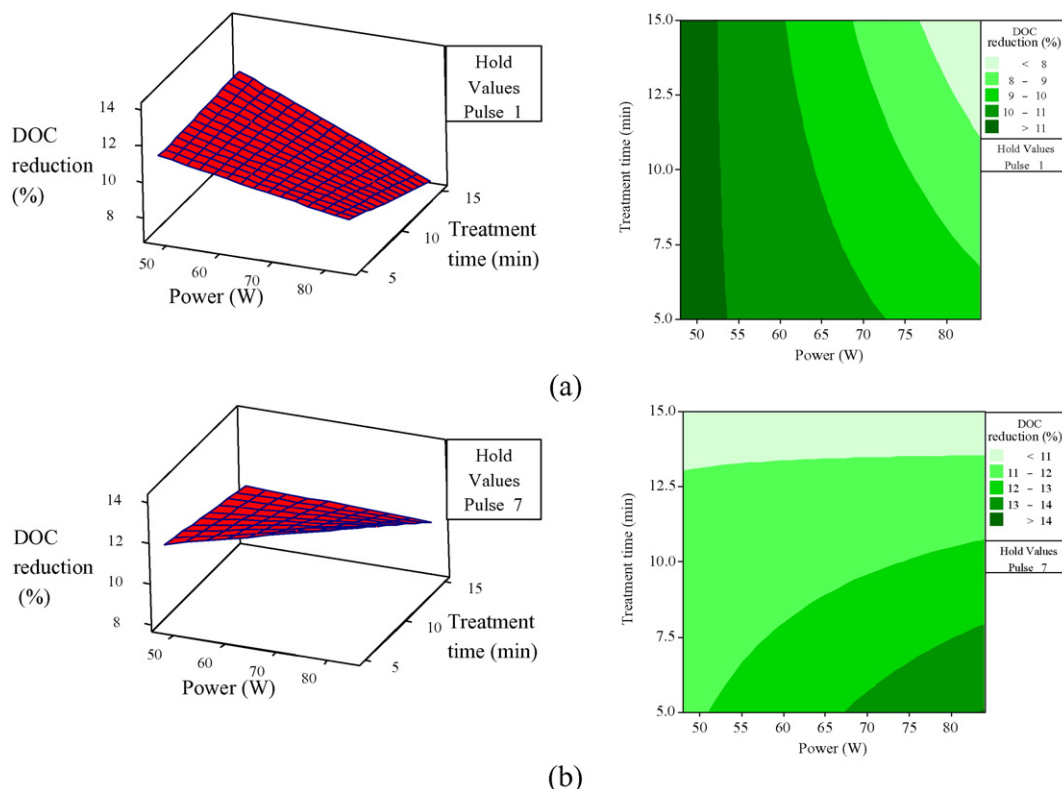 14
DOC
12
reduction
10
(%)
8
50
60
70
80
Power (W)
5
10
15
Treatment
time (min)
Hold
Values
Pulse 1
15.0
12.5
10.0
7.5
5.0
Treatment time (min)
50 55 60 65 70 75 80
Power (W)
DOC
reduction (%)
< 8
8 – 9
9 – 10
10 – 11
> 11
Hold Values
Pulse 1
(a)
14
DOC
12
reduction
10
(%)
8
50
60
70
80
Power (W)
5
10
15
Treatment
time (min)
Hold
Values
Pulse 7
15.0
12.5
10.0
7.5
5.0
Treatment time (min)
50 55 60 65 70 75 80
Power (W)
DOC
reduction (%)
< 11
11 – 12
12 – 13
13 – 14
> 14
Hold Values
Pulse 7
(b)